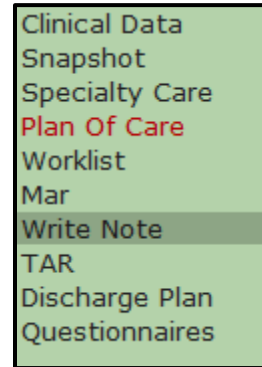 Clinical Data
Snapshot
Specialty Care
Plan Of Care
Worklist
Mar
Write Note
TAR
Discharge Plan
Questionnaires